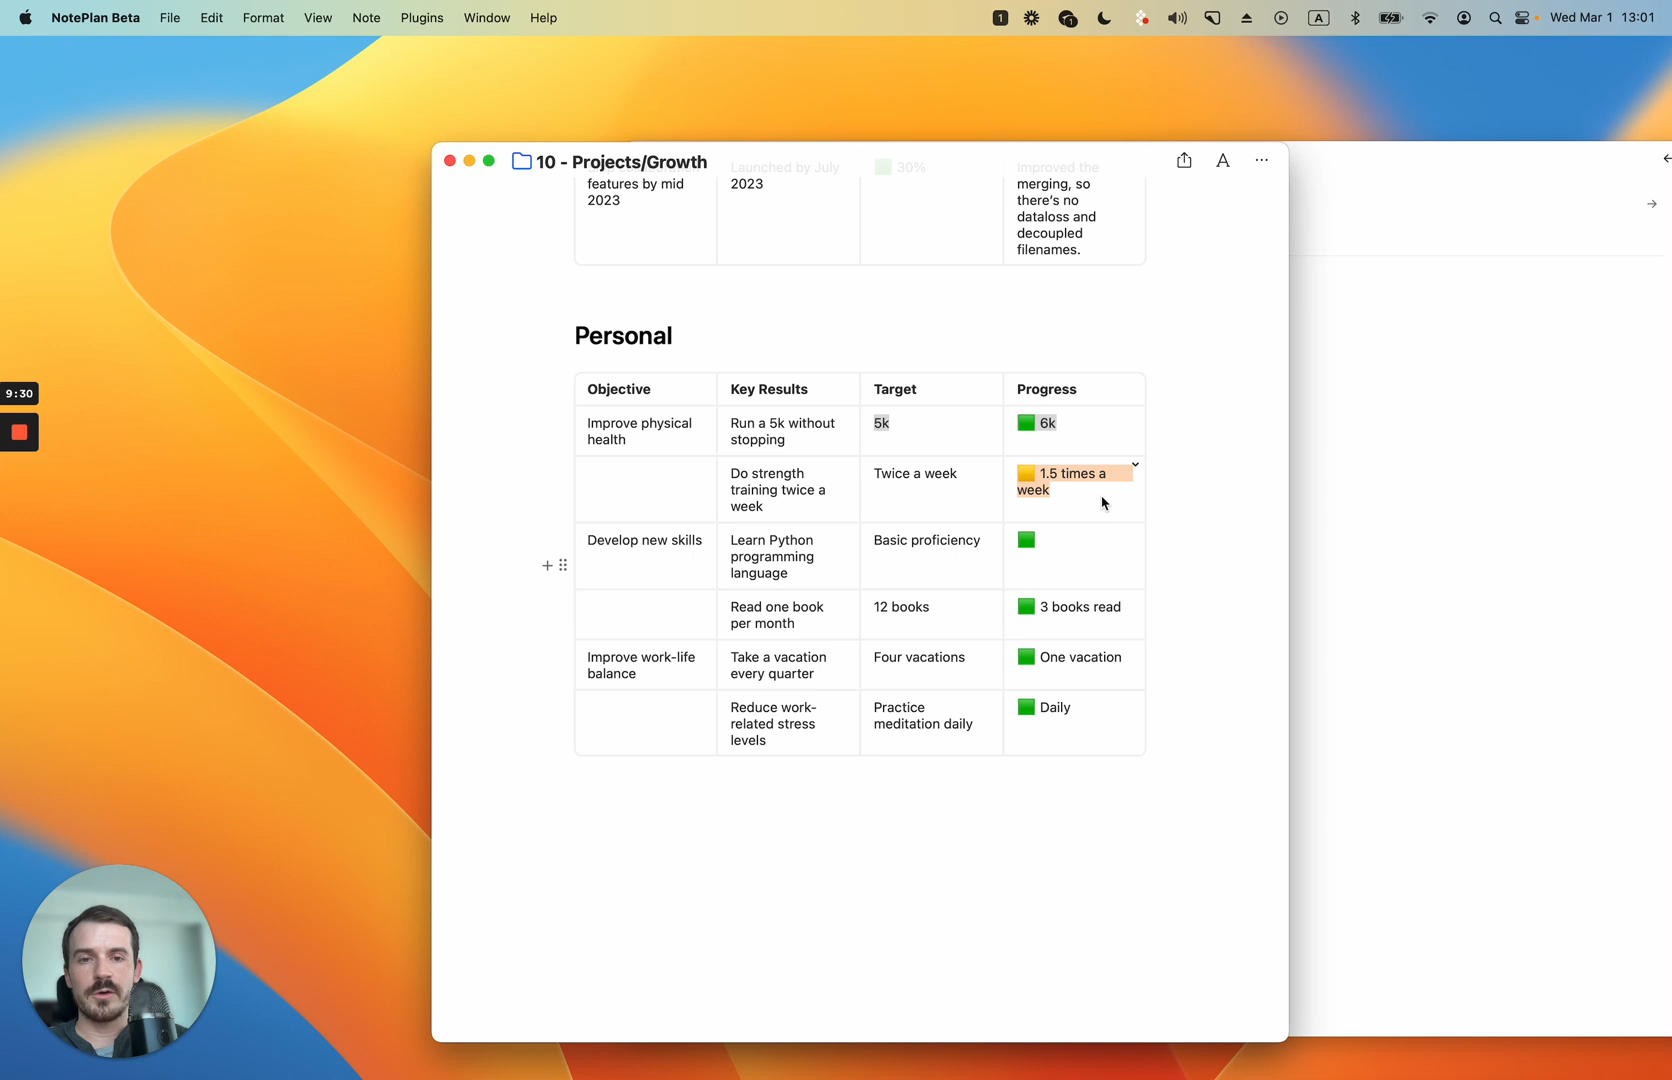 NotePlan Beta File Edit Format View Note Plugins Window Help 1 1 A Wed Mar 1 13:01
10 - Projects/Growth
Launched by July 30% Improved the
features by mid 2023 merging, so
2023 there's no
dataloss and
decoupled
filenames.
Personal
Objective Key Results Target Progress
9:30
Improve physical Run a 5k without 5k 6k
health stopping
Do strength Twice a week 1.5 times a
training twice a week
week
Develop new skills Learn Python Basic proficiency
programming
language
Read one book 12 books 3 books read
per month
Improve work-life Take a vacation Four vacations One vacation
balance every quarter
Reduce work- Practice Daily
related stress meditation daily
levels